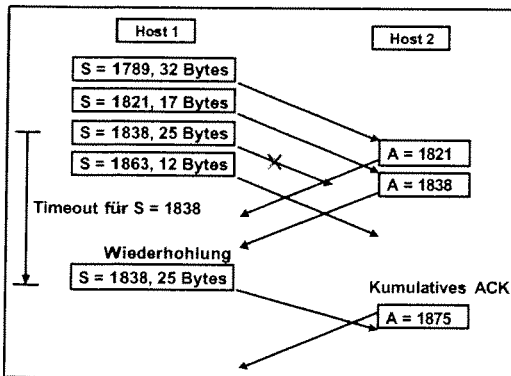 Host 1
Host 2
S = 1789, 32 Bytes
S = 1821, 17 Bytes
S = 1838, 25 Bytes
S = 1863, 12 Bytes
A = 1821
A = 1838
Timeout für S = 1838
Wiederhohlung
S = 1838, 25 Bytes
Kumulatives ACK
A = 1875